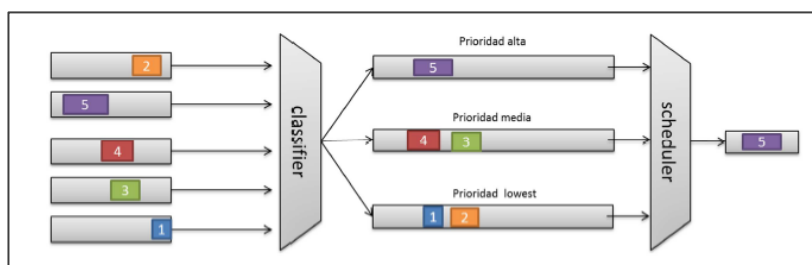 2
5
4
3
1
classifier
Prioridad alta
5
Prioridad media
4 3
Prioridad lowest
1 2
scheduler
5